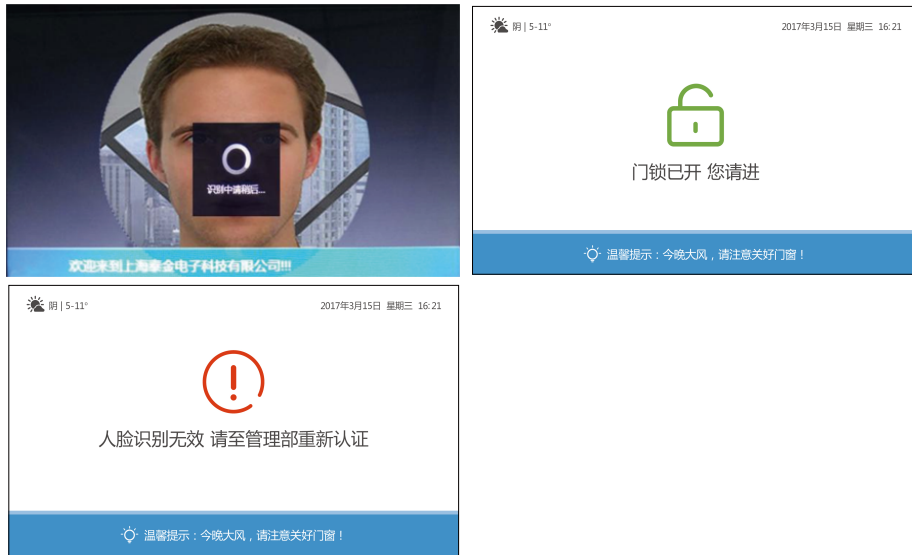 识别中请稍后...
欢迎来到上海豪金电子科技有限公司!!!
阴 | 5-11°
2017年3月15日 星期三 16:21
门锁已开 您请进
温馨提示：今晚大风，请注意关好门窗！
阴 | 5-11°
2017年3月15日 星期三 16:21
人脸识别无效 请至管理部重新认证
温馨提示：今晚大风，请注意关好门窗！